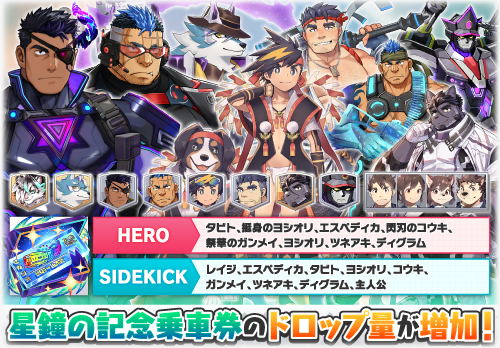 HERO
タビト、挺身のヨシオリ、エスペディカ、閃刃のコウキ、
祭華のガンメイ、ヨシオリ、ツネアキ、ディグラム
SIDEKICK
レイジ、エスペディカ、タビト、ヨシオリ、コウキ、
ガンメイ、ツネアキ、ディグラム、主人公
星鐘の記念乗車券のドロップ量が増加!